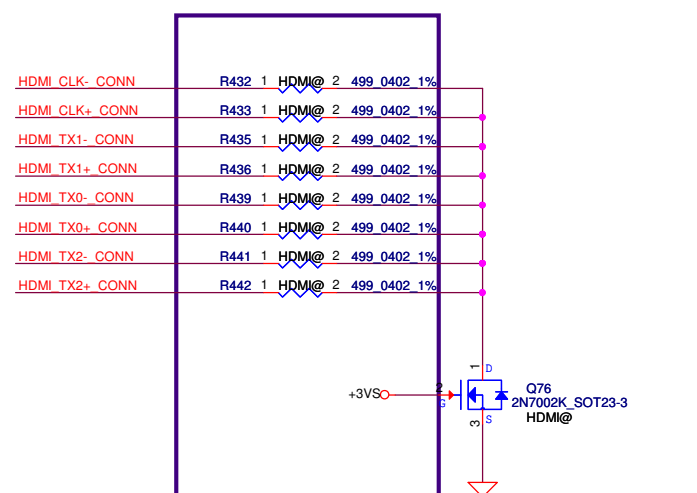 HDMI_CLK-_CONN R432 1 HDMI@ 2 499_0402_1%
HDMI_CLK+_CONN R433 1 HDMI@ 2 499_0402_1%
HDMI_TX1-_CONN R435 1 HDMI@ 2 499_0402_1%
HDMI_TX1+_CONN R436 1 HDMI@ 2 499_0402_1%
HDMI_TX0-_CONN R439 1 HDMI@ 2 499_0402_1%
HDMI_TX0+_CONN R440 1 HDMI@ 2 499_0402_1%
HDMI_TX2-_CONN R441 1 HDMI@ 2 499_0402_1%
HDMI_TX2+_CONN R442 1 HDMI@ 2 499_0402_1%
1 D
+3VS 2 Q76
G 2N7002K_SOT23-3
3 S HDMI@